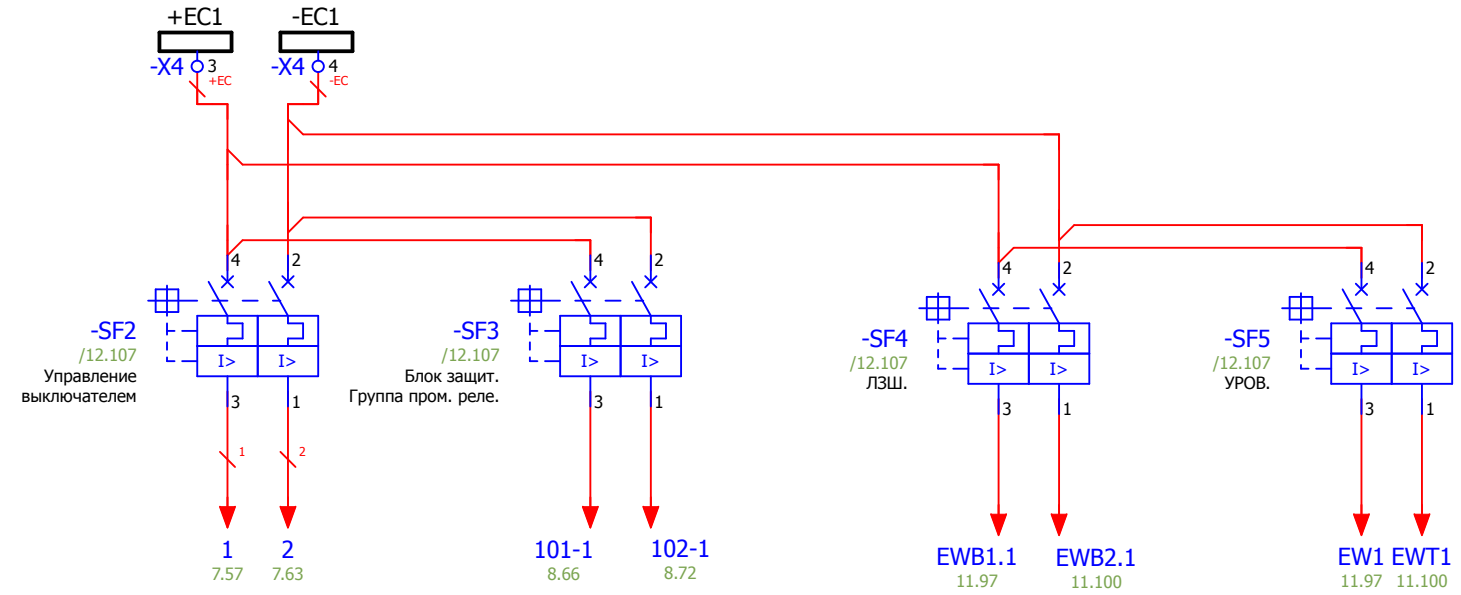 +EC1 -EC1
-X4 3 -X4 4
+EC -EC
4 2 4 2 4 2 4 2
-SF2
/12.107
Управление
выключателем
I> I>
3 1
-SF3
/12.107
Блок защит.
Группа пром. реле.
I> I>
3 1
-SF4
/12.107
ЛЗШ.
I> I>
3 1
-SF5
/12.107
УРОВ.
I> I>
3 1
1 2
1 2 101-1 102-1 EWB1.1 EWB2.1 EW1 EWT1
7.57 7.63 8.66 8.72 11.97 11.100 11.97 11.100